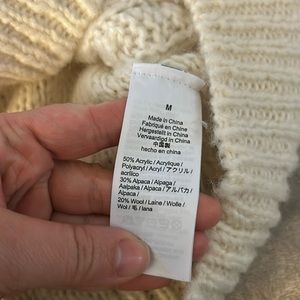 M
Made in China
Fabriqué en Chine
Hergestellt in China
Vervaardigd in China
中国製
hecho en china
50% Acrylic / Acrylique /
Polyacryl / Acryl / アクリル /
acrílico
30% Alpaca / Alpaga /
Aalpaka / Alpaca / アルパカ /
Alpaca
20% Wool / Laine / Wolle /
Wol / 毛 / lana